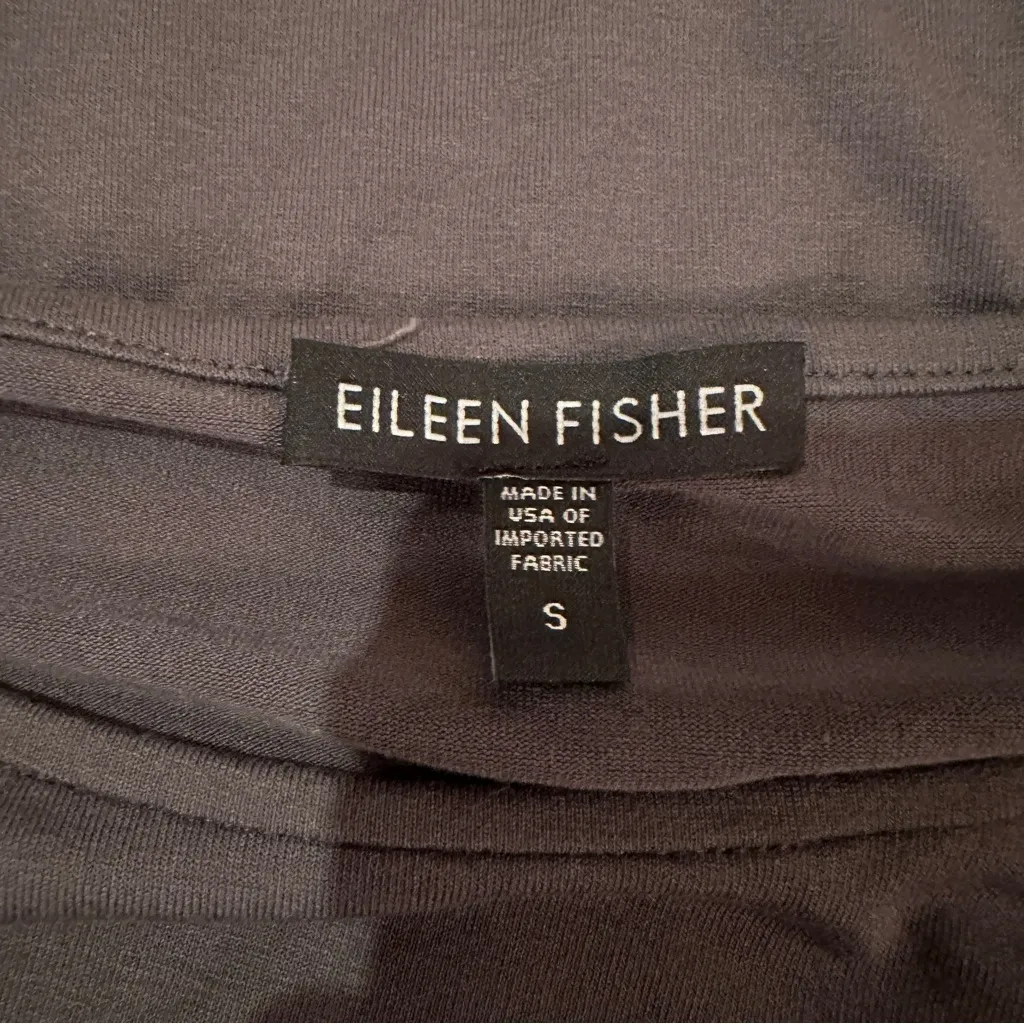 EILEEN FISHER
MADE IN
USA OF
IMPORTED
FABRIC
S